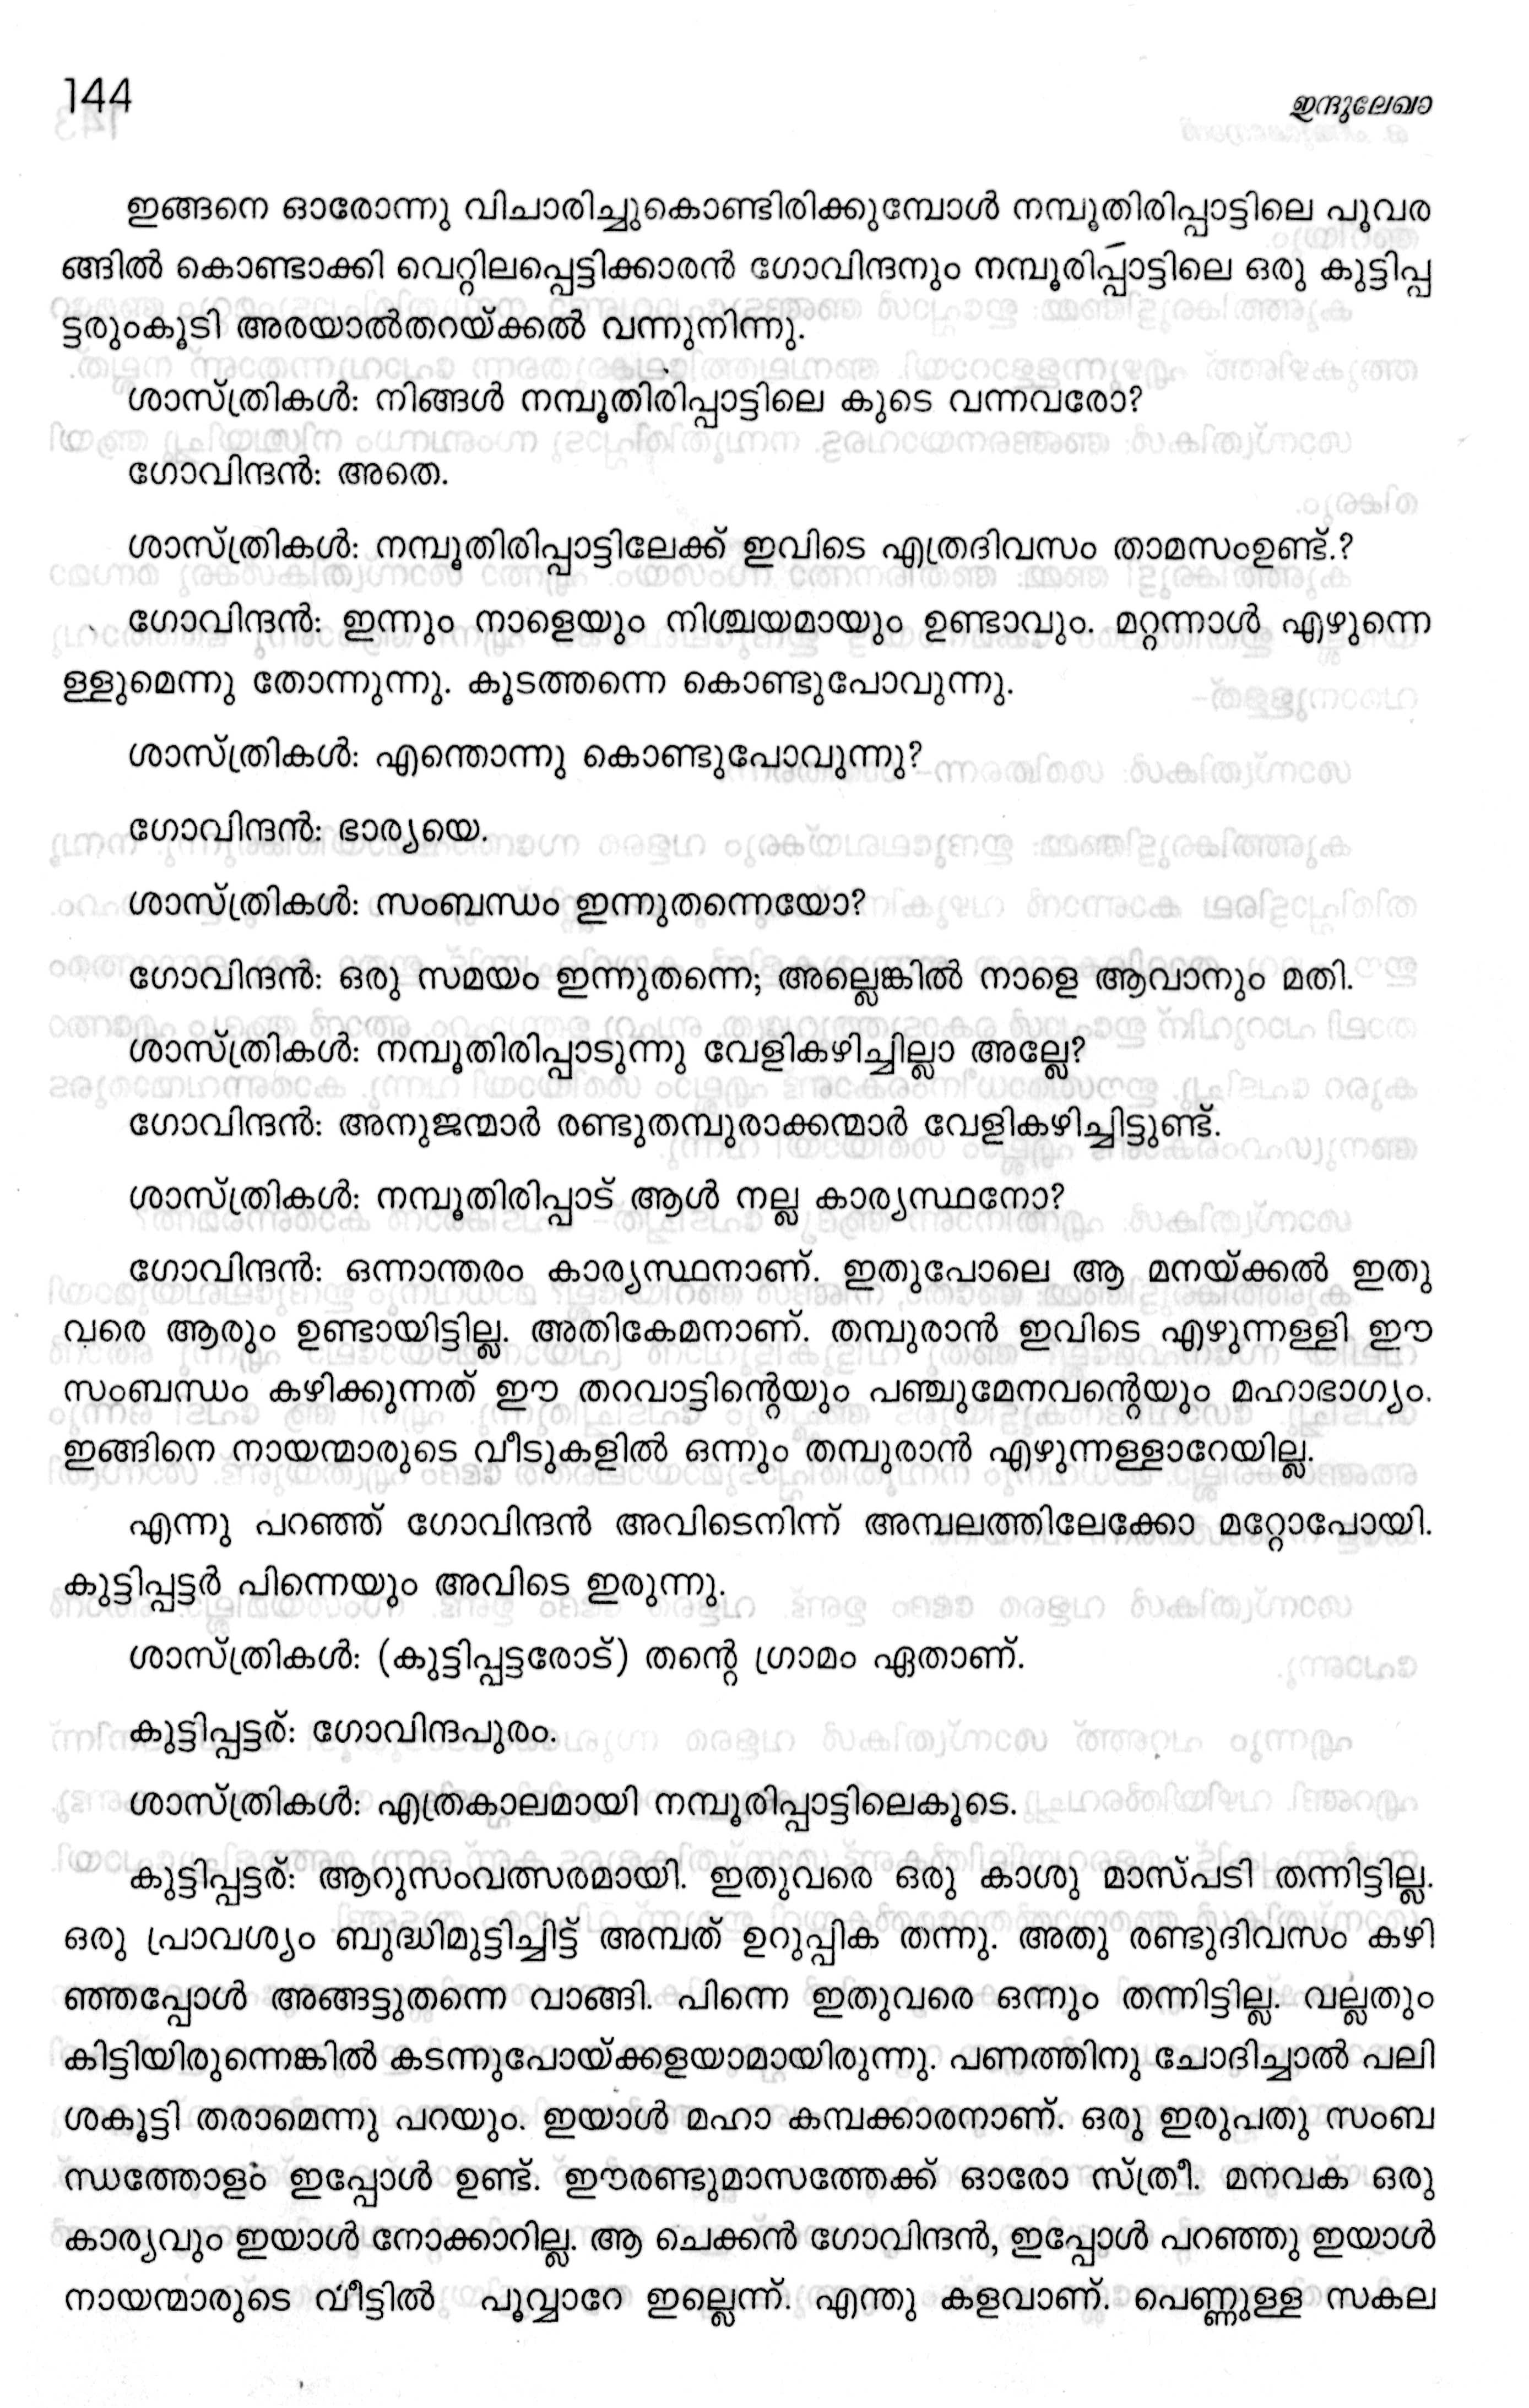 144
ഇന്ദുലേഖാ
ഇങ്ങനെ ഓരോന്നു വിചാരിച്ചുകൊണ്ടിരിക്കുമ്പോൾ നമ്പൂതിരിപ്പാട്ടിലെ പൂവര
ങ്ങിൽ കൊണ്ടാക്കി വെറ്റിലപ്പെട്ടിക്കാരൻ ഗോവിന്ദനും നമ്പൂരിപ്പാട്ടിലെ ഒരു കുട്ടിപ്പ
ട്ടരുംകൂടി അരയാൽതറയ്ക്കൽ വന്നുനിന്നു.
ശാസ്ത്രികൾ: നിങ്ങൾ നമ്പൂതിരിപ്പാട്ടിലെ കുടെ വന്നവരോ?
ഗോവിന്ദൻ: അതെ.
ശാസ്ത്രികൾ: നമ്പൂതിരിപ്പാട്ടിലേക്ക് ഇവിടെ എത്രദിവസം താമസംഉണ്ട്.?
ഗോവിന്ദൻ: ഇന്നും നാളെയും നിശ്ചയമായും ഉണ്ടാവും. മറ്റന്നാൾ എഴുന്നെ
ള്ളുമെന്നു തോന്നുന്നു. കൂടത്തന്നെ കൊണ്ടുപോവുന്നു.
ശാസ്ത്രികൾ: എന്തൊന്നു കൊണ്ടുപോവുന്നു?
ഗോവിന്ദൻ: ഭാര്യയെ.
ശാസ്ത്രികൾ: സംബന്ധം ഇന്നുതന്നെയോ?
ഗോവിന്ദൻ: ഒരു സമയം ഇന്നുതന്നെ; അല്ലെങ്കിൽ നാളെ ആവാനും മതി.
ശാസ്ത്രികൾ: നമ്പൂതിരിപ്പാടുന്നു വേളികഴിച്ചില്ലാ അല്ലേ?
ഗോവിന്ദൻ: അനുജന്മാർ രണ്ടുതമ്പുരാക്കന്മാർ വേളികഴിച്ചിട്ടുണ്ട്.
ശാസ്ത്രികൾ: നമ്പൂതിരിപ്പാട് ആൾ നല്ല കാര്യസ്ഥനോ?
ഗോവിന്ദൻ: ഒന്നാന്തരം കാര്യസ്ഥനാണ്. ഇതുപോലെ ആ മനയ്ക്കൽ ഇതു
വരെ ആരും ഉണ്ടായിട്ടില്ല. അതികേമനാണ്. തമ്പുരാൻ ഇവിടെ എഴുന്നള്ളി ഈ
സംബന്ധം കഴിക്കുന്നത് ഈ തറവാട്ടിന്റെയും പഞ്ചുമേനവന്റെയും മഹാഭാഗ്യം.
ഇങ്ങിനെ നായന്മാരുടെ വീടുകളിൽ ഒന്നും തമ്പുരാൻ എഴുന്നള്ളാറേയില്ല.
എന്നു പറഞ്ഞ് ഗോവിന്ദൻ അവിടെനിന്ന് അമ്പലത്തിലേക്കോ മറ്റോപോയി.
കുട്ടിപ്പട്ടർ പിന്നെയും അവിടെ ഇരുന്നു.
ശാസ്ത്രികൾ: (കുട്ടിപ്പട്ടരോട്) തന്റെ ഗ്രാമം ഏതാണ്.
കുട്ടിപ്പട്ടര്: ഗോവിന്ദപുരം.
ശാസ്ത്രികൾ: എത്രകാലമായി നമ്പൂരിപ്പാട്ടിലെകൂടെ.
കുട്ടിപ്പട്ടര്: ആറുസംവത്സരമായി. ഇതുവരെ ഒരു കാശു മാസ്പടി തന്നിട്ടില്ല.
ഒരു പ്രാവശ്യം ബുദ്ധിമുട്ടിച്ചിട്ട് അമ്പത് ഉറുപ്പിക തന്നു. അതു രണ്ടുദിവസം കഴി
ഞ്ഞപ്പോൾ അങ്ങട്ടുതന്നെ വാങ്ങി. പിന്നെ ഇതുവരെ ഒന്നും തന്നിട്ടില്ല. വല്ലതും
കിട്ടിയിരുന്നെങ്കിൽ കടന്നുപോയ്ക്കളയാമായിരുന്നു. പണത്തിനു ചോദിച്ചാൽ പലി
ശകൂട്ടി തരാമെന്നു പറയും. ഇയാൾ മഹാ കമ്പക്കാരനാണ്. ഒരു ഇരുപതു സംബ
ന്ധത്തോളം ഇപ്പോൾ ഉണ്ട്. ഈരണ്ടുമാസത്തേക്ക് ഓരോ സ്ത്രീ. മനവക ഒരു
കാര്യവും ഇയാൾ നോക്കാറില്ല. ആ ചെക്കൻ ഗോവിന്ദൻ, ഇപ്പോൾ പറഞ്ഞു ഇയാൾ
നായന്മാരുടെ വീട്ടിൽ പൂവ്വാറേ ഇല്ലെന്ന്. എന്തു കളവാണ്. പെണ്ണുള്ള സകല